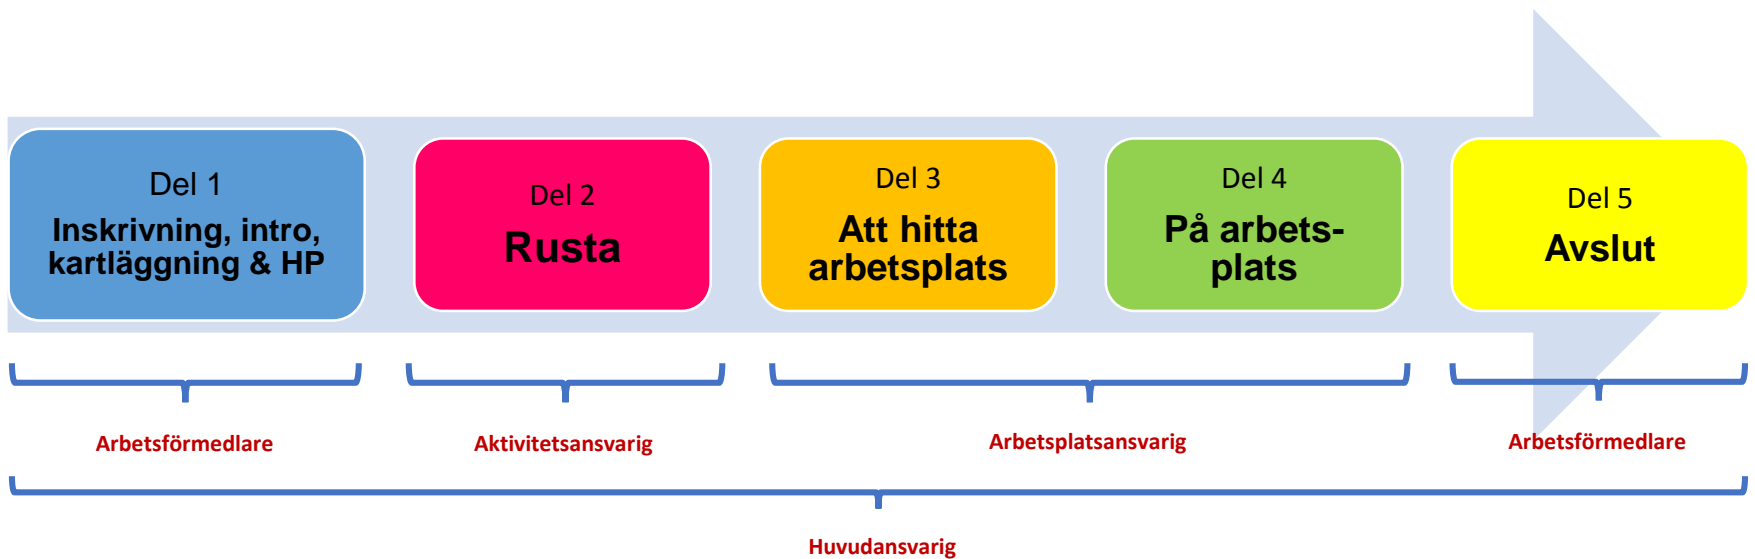 Del 1
Inskrivning, intro,
kartläggning & HP
Del 2
Rusta
Del 3
Att hitta
arbetsplats
Del 4
På arbets-
plats
Del 5
Avslut
Arbetsförmedlare
Aktivitetsansvarig
Arbetsplatsansvarig
Arbetsförmedlare
Huvudansvarig